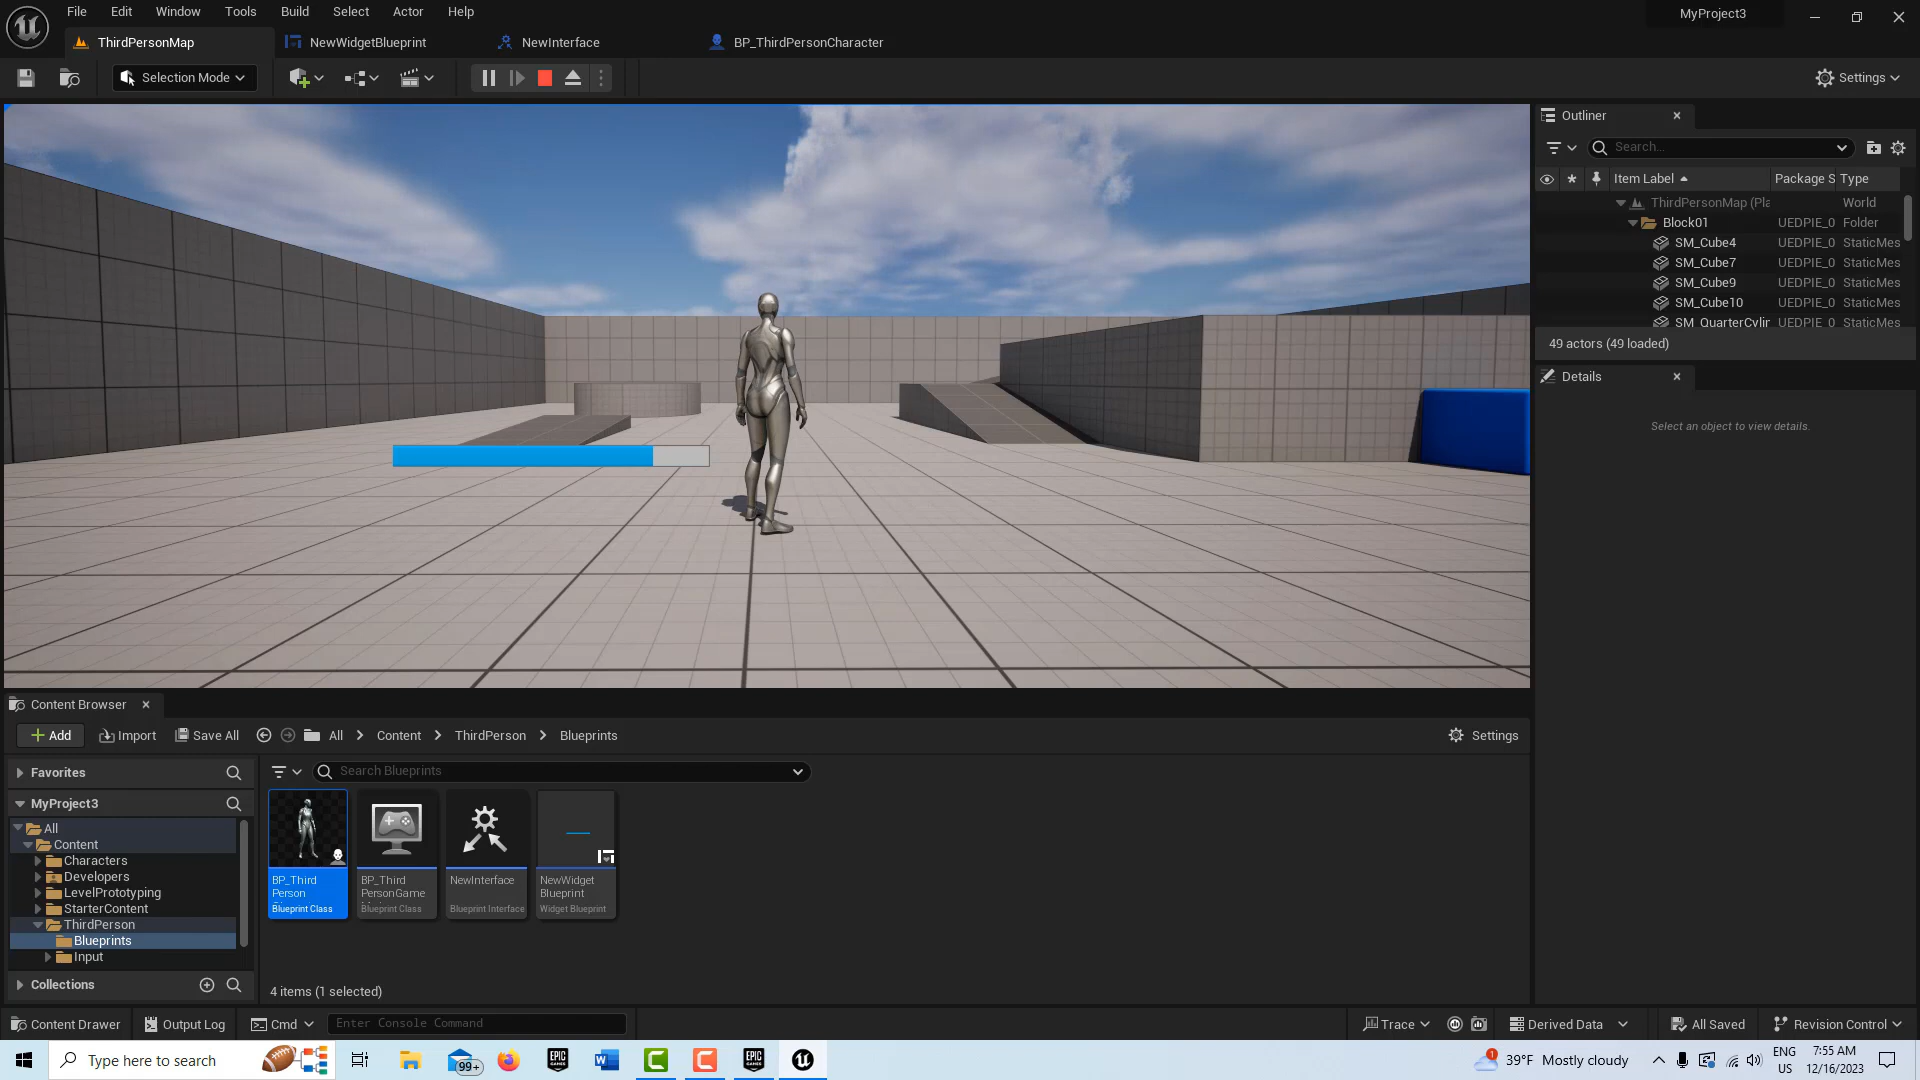 File Edit Window Tools Build Select Actor Help
MyProject3
ThirdPersonMap NewWidgetBlueprint NewInterface BP_ThirdPersonCharacter
Selection Mode
Settings
Outliner
Search...
Item Label Package S Type
ThirdPersonMap (Pla World
Block01 UEDPIE_0 Folder
SM_Cube4 UEDPIE_0 StaticMes
SM_Cube7 UEDPIE_0 StaticMes
SM_Cube9 UEDPIE_0 StaticMes
SM_Cube10 UEDPIE_0 StaticMes
SM_QuarterCylin UEDPIE_0 StaticMes
49 actors (49 loaded)
Details
Select an object to view details.
Content Browser
Add Import Save All All Content ThirdPerson Blueprints Settings
Favorites
Search Blueprints
MyProject3
All
Content
Characters
Developers
LevelPrototyping
StarterContent
ThirdPerson
Blueprints
Input
Collections
BP_Third
Person
Blueprint Class
BP_Third
PersonGame
Blueprint Class
NewInterface
Blueprint Interface
NewWidget
Blueprint
Widget Blueprint
4 items (1 selected)
Content Drawer Output Log Cmd Enter Console Command Trace Derived Data All Saved Revision Control
Type here to search
99+
EPIC GAMES
W
EPIC GAMES
1
39°F Mostly cloudy
ENG
US
7:55 AM
12/16/2023